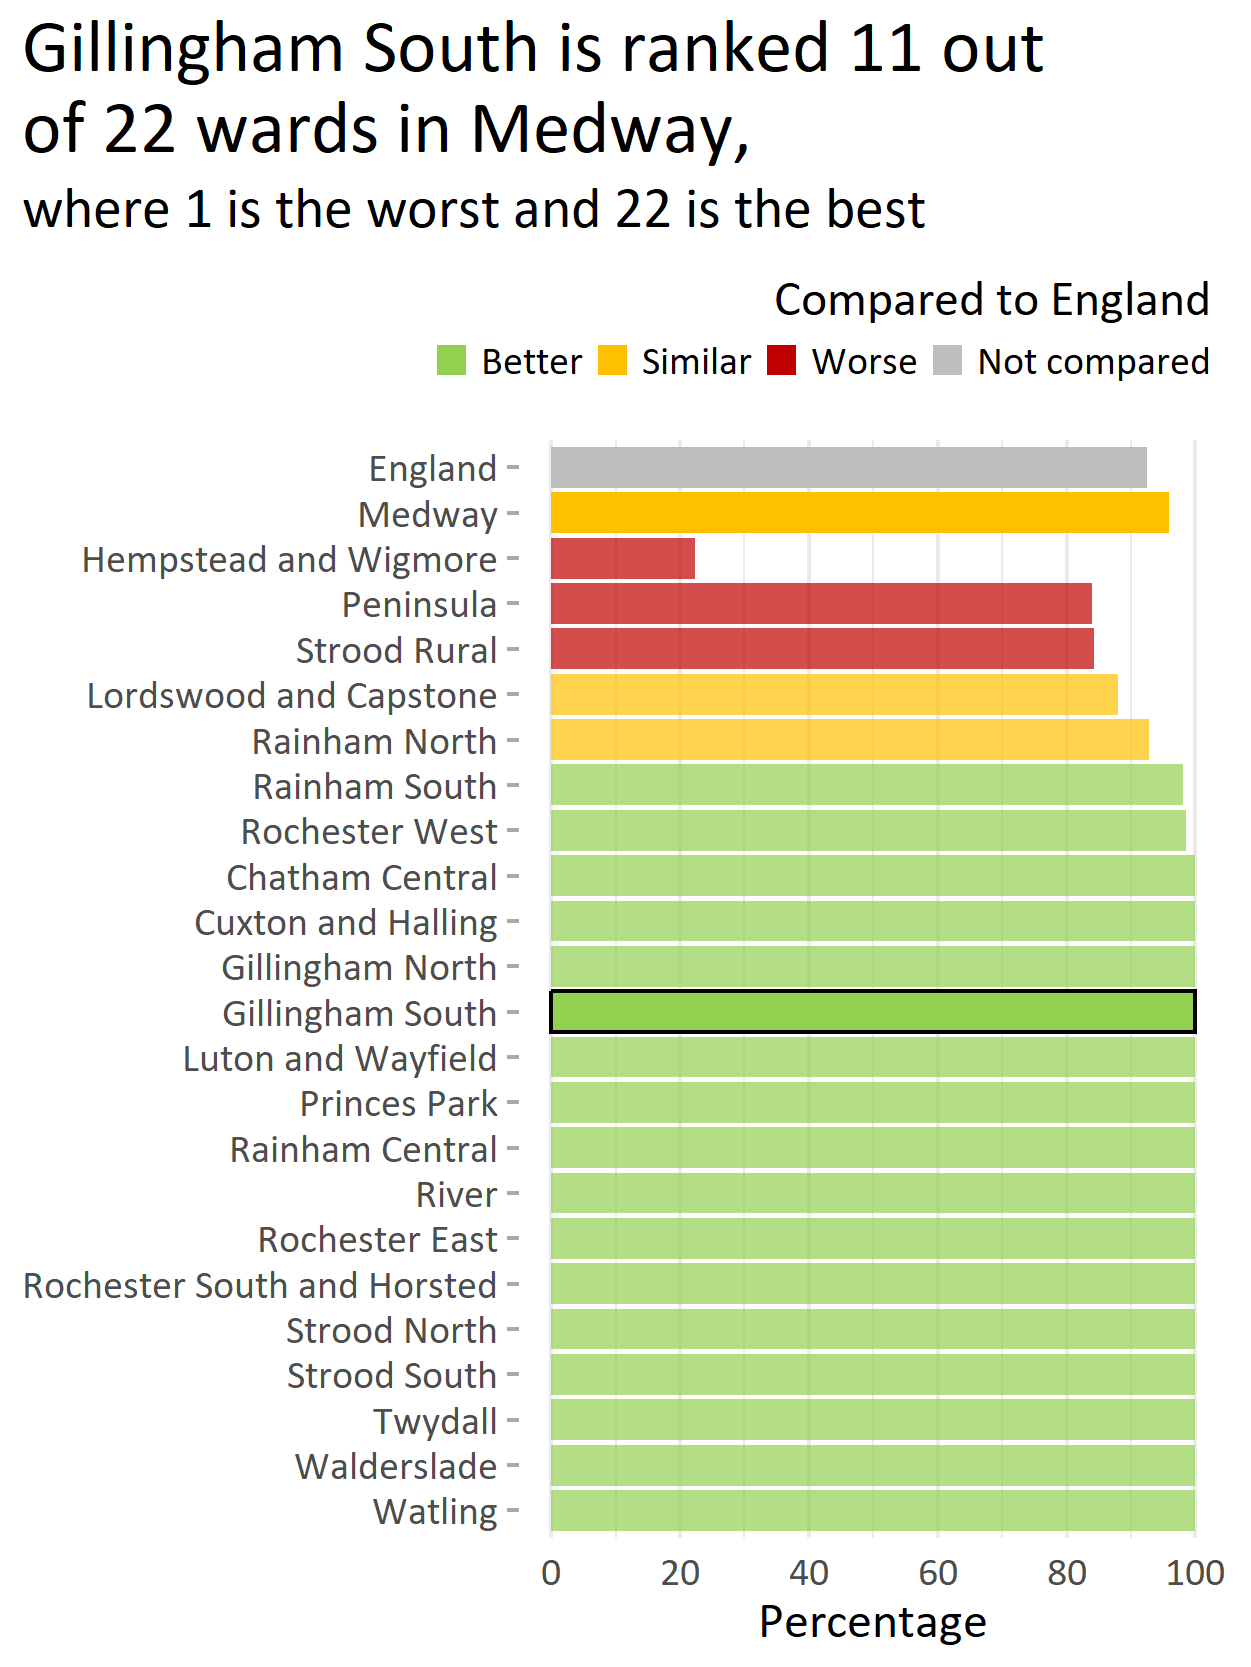 Gillingham South is ranked 11 out
of 22 wards in Medway,
where 1 is the worst and 22 is the best
Compared to England
Better Similar Worse Not compared
England
Medway
Hempstead and Wigmore
Peninsula
Strood Rural
Lordswood and Capstone
Rainham North
Rainham South
Rochester West
Chatham Central
Cuxton and Halling
Gillingham North
Gillingham South
Luton and Wayfield
Princes Park
Rainham Central
River
Rochester East
Rochester South and Horsted
Strood North
Strood South
Twydall
Walderslade
Watling
0 20 40 60 80 100
Percentage